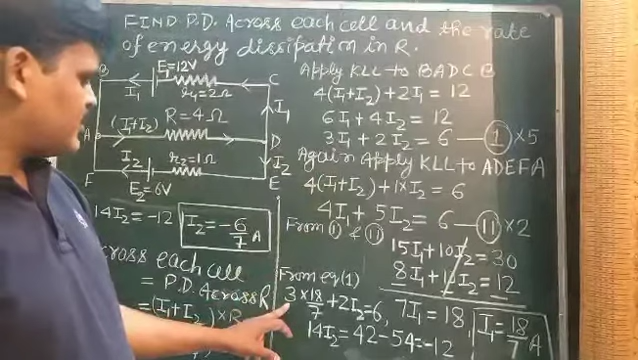 FIND P.D. Across each cell and the rate
of energy dissipation in R.
E₁=12V
B
C
I₁
r₁=2Ω
I₁
(I₁+I₂)
R=4Ω
A
D
I₂
r₂=1Ω
I₂
F
E
E₂=6V
14I₂=-12
I₂=-6/7 A
cross each cell
= P.D. Across R
=(I₁+I₂)×R
Apply KLL to BADCB
4(I₁+I₂)+2I₁=12
6I₁+4I₂=12
3I₁+2I₂=6 — (I)×5
Again apply KLL to ADEFA
4(I₁+I₂)+1×I₂=6
4I₁+5I₂=6 — (II)×2
From (I) & (II)
15I₁+10I₂=30
8I₁+10I₂=12
7I₁=18,
I₁=18/7 A
From eq(1)
3×18/7+2I₂=6,
14I₂=42-54=-12